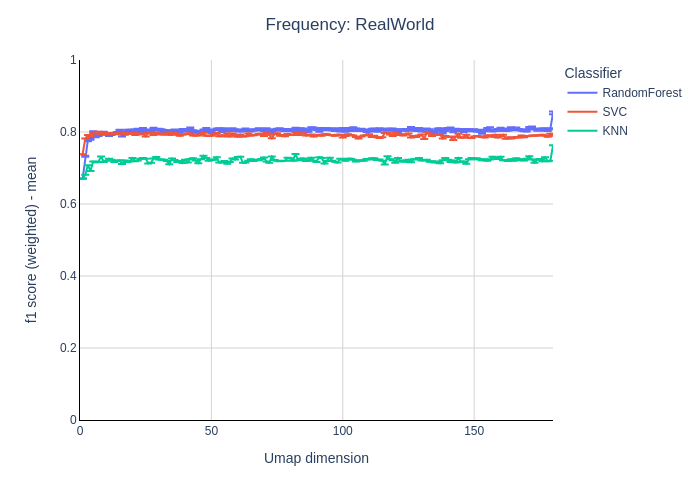 Frequency: RealWorld
f1 score (weighted) - mean
1
0.8
0.6
0.4
0.2
0
0
50
100
150
Umap dimension
Classifier
RandomForest
SVC
KNN